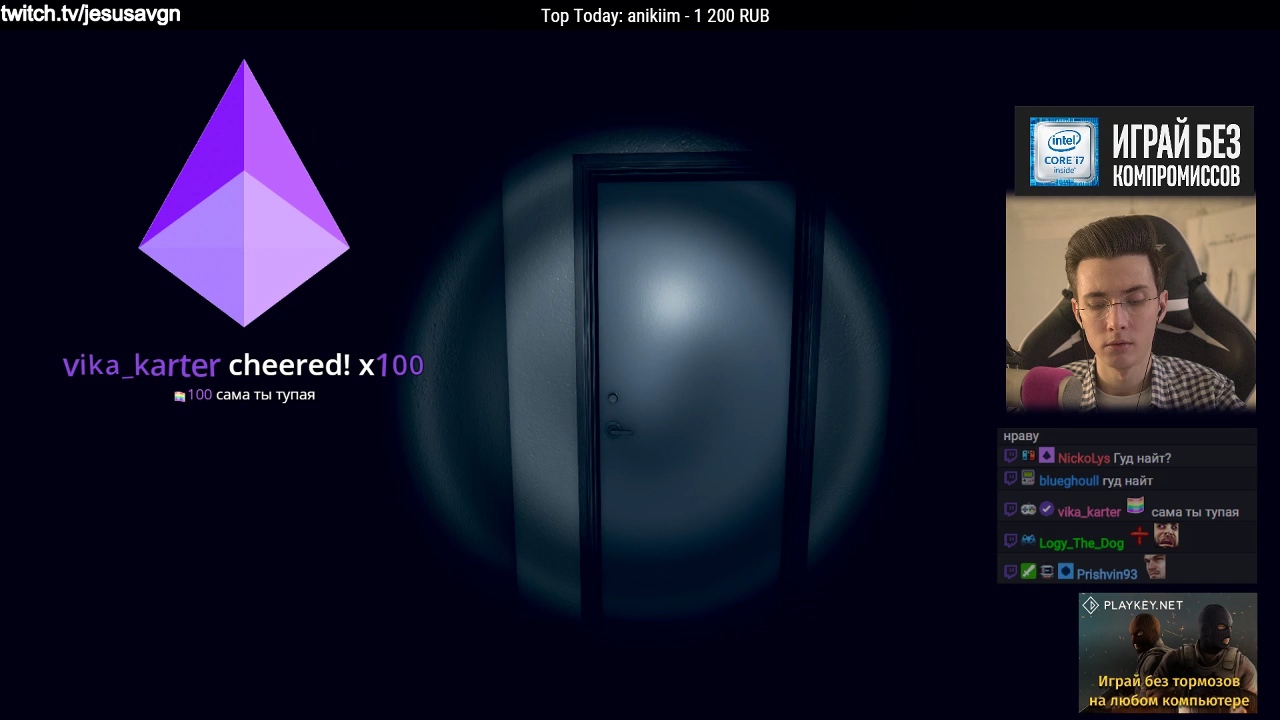 twitch.tv/jesusavgn
Top Today: anikiim - 1 200 RUB
vika_karter cheered! x100
100 сама ты тупая
intel
CORE i7
inside
ИГРАЙ БЕЗ
КОМПРОМИССОВ
нраву
NickoLys Гуд найт?
blueghoull гуд найт
vika_karter сама ты тупая
Logy_The_Dog
Prishvin93
PLAYKEY.NET
Играй без тормозов
на любом компьютере